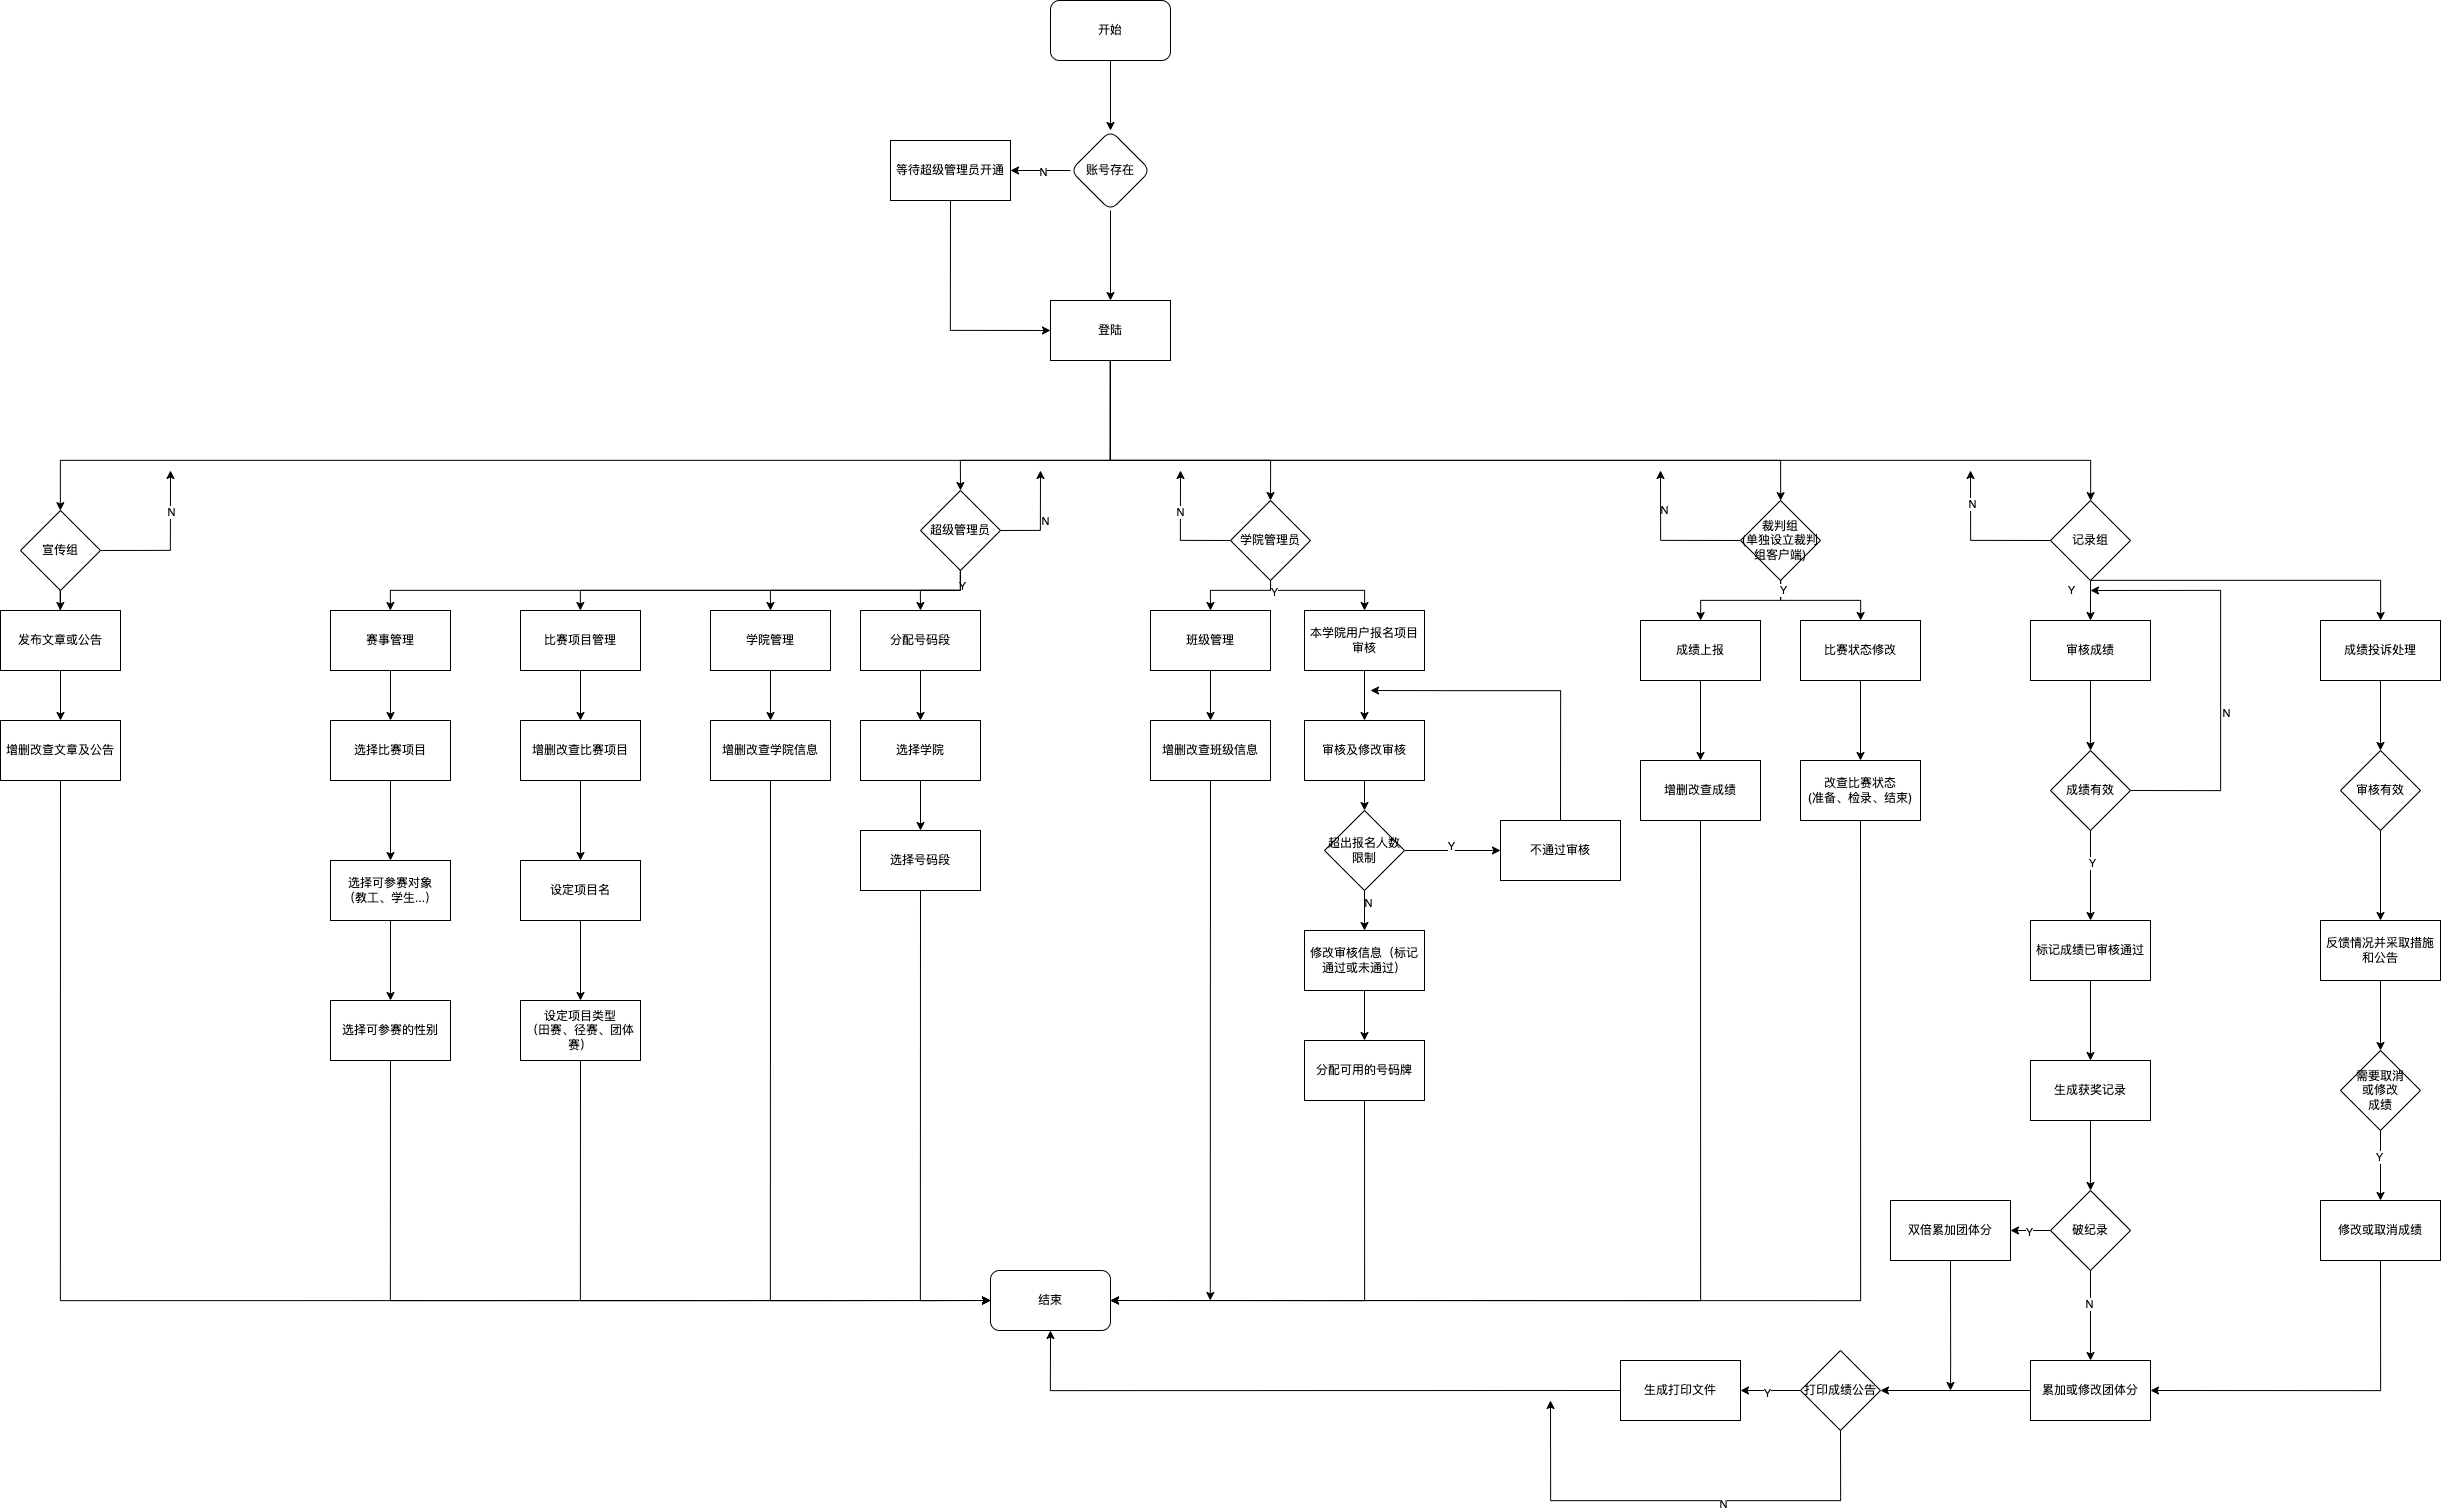 开始
账号存在
N
等待超级管理员开通
登陆
宣传组
N
超级管理员
N
Y
学院管理员
N
Y
裁判组
(单独设立裁判
组客户端)
N
Y
记录组
N
Y
发布文章或公告
赛事管理
比赛项目管理
学院管理
分配号码段
班级管理
本学院用户报名项目
审核
成绩上报
比赛状态修改
审核成绩
成绩投诉处理
N
增删改查文章及公告
选择比赛项目
增删改查比赛项目
增删改查学院信息
选择学院
增删改查班级信息
审核及修改审核
增删改查成绩
改查比赛状态
(准备、检录、结束)
成绩有效
审核有效
选择可参赛对象
(教工、学生...)
设定项目名
选择号码段
超出报名人数
限制
Y
不通过审核
Y
N
修改审核信息（标记
通过或未通过）
标记成绩已审核通过
反馈情况并采取措施
和公告
选择可参赛的性别
设定项目类型
（田赛、径赛、团体
赛）
分配可用的号码牌
生成获奖记录
需要取消
或修改
成绩
Y
双倍累加团体分
Y
破纪录
修改或取消成绩
结束
N
生成打印文件
Y
打印成绩公告
累加或修改团体分
N